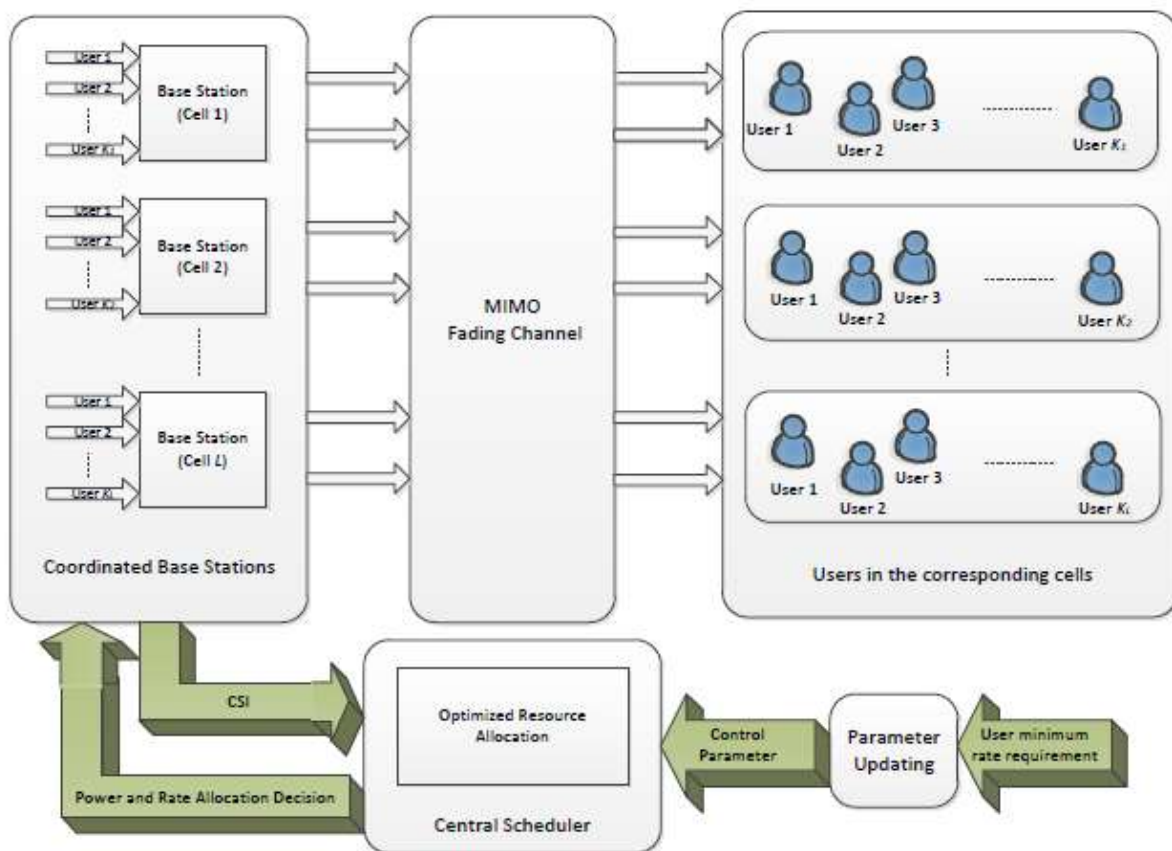 User 1
User 2
User K₁
Base Station
(Cell 1)
User 1
User 2
User K₂
Base Station
(Cell 2)
User 1
User 2
User Kₗ
Base Station
(Cell L)
Coordinated Base Stations
MIMO
Fading Channel
User 1
User 2
User 3
User K₁
User 1
User 2
User 3
User K₂
User 1
User 2
User 3
User Kₗ
Users in the corresponding cells
CSI
Power and Rate Allocation Decision
Optimized Resource
Allocation
Central Scheduler
Control
Parameter
Parameter
Updating
User minimum
rate requirement